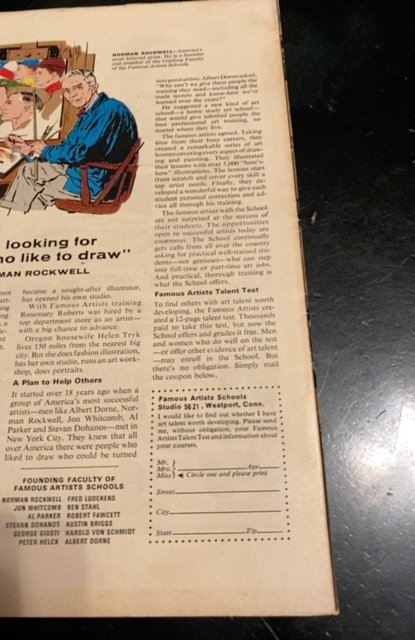 NORMAN ROCKWELL—America's
most beloved artist. He is a founder
and member of the Guiding Faculty
of the Famous Artists Schools.
looking for
no like to draw"
MAN ROCKWELL
men became a sought-after illustrator,
has opened his own studio.
With Famous Artists training
Rosemary Roberts was hired by a
top department store as an artist—
with a big chance to advance.
Oregon housewife Helen Tryk
lives 150 miles from the nearest big
city. But she does fashion illustration,
has her own studio, runs an art work-
shop, does portraits.
A Plan to Help Others
It started over 18 years ago when a
group of America's most successful
artists—men like Albert Dorne, Nor-
man Rockwell, Jon Whitcomb, Al
Parker and Stevan Dohanos—met in
New York City. They knew that all
over America there were people who
liked to draw who could be turned
FOUNDING FACULTY OF
FAMOUS ARTISTS SCHOOLS
NORMAN ROCKWELL FRED LUDEKENS
JON WHITCOMB BEN STAHL
AL PARKER ROBERT FAWCETT
STEVAN DOHANOS AUSTIN BRIGGS
GEORGE GIUSTI HAROLD VON SCHMIDT
PETER HELCK ALBERT DORNE
into good artists. Albert Dorne asked,
"Why can't we give these people the
training they need—including all the
trade secrets and know-how we've
learned over the years?"
He suggested a new kind of art
school—a home study art school—
that would give talented people the
best professional art training, no
matter where they live.
The famous artists agreed. Taking
time from their busy careers, they
created a remarkable series of art
lessons covering every aspect of draw-
ing and painting. They illustrated
their lessons with over 5,000 "here's-
how" illustrations. The lessons start
from scratch and cover every skill a
top artist needs. Finally, they de-
veloped a wonderful way to give each
student personal correction and ad-
vice all through his training.
The famous artists with the School
are not surprised at the success of
their students. The opportunities
open to successful artists today are
enormous. The School continually
gets calls from all over the country
asking for practical well-trained stu-
dents—not geniuses—who can step
into full-time or part-time art jobs.
And practical, thorough training is
what the School offers.
Famous Artists Talent Test
To find others with art talent worth
developing, the Famous Artists cre-
ated a 12-page talent test. Thousands
paid to take this test, but now the
School offers and grades it free. Men
and women who do well on the test
—or offer other evidence of art talent
—may enroll in the School. But
there's no obligation. Simply mail
the coupon below.
Famous Artists Schools
Studio 5621, Westport, Conn.
I would like to find out whether I have
art talent worth developing. Please send
me, without obligation, your Famous
Artists Talent Test and information about
your courses.
Mr.
Mrs. Age
Miss Circle one and please print
Street
City
State Zip